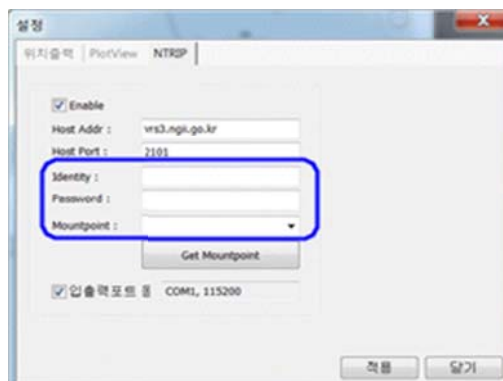 설정
위치출력 PlotView NTRIP
Enable
Host Addr : vrs3.ngii.go.kr
Host Port : 2101
Identity :
Password :
Mountpoint :
Get Mountpoint
입출력포트 COM1, 115200
적용 닫기